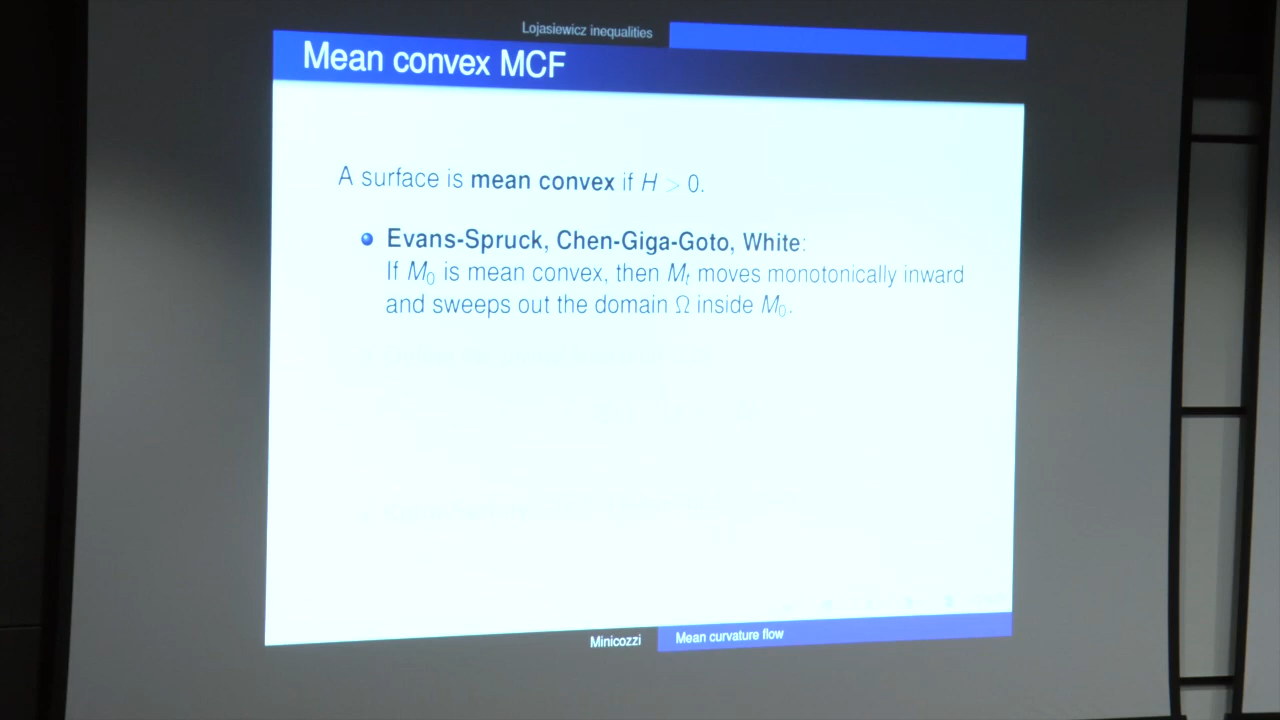 Lojasiewicz inequalities
Mean convex MCF
A surface is mean convex if H > 0.
Evans-Spruck, Chen-Giga-Goto, White:
If M₀ is mean convex, then Mₜ moves monotonically inward
and sweeps out the domain Ω inside M₀.
Minicozzi
Mean curvature flow